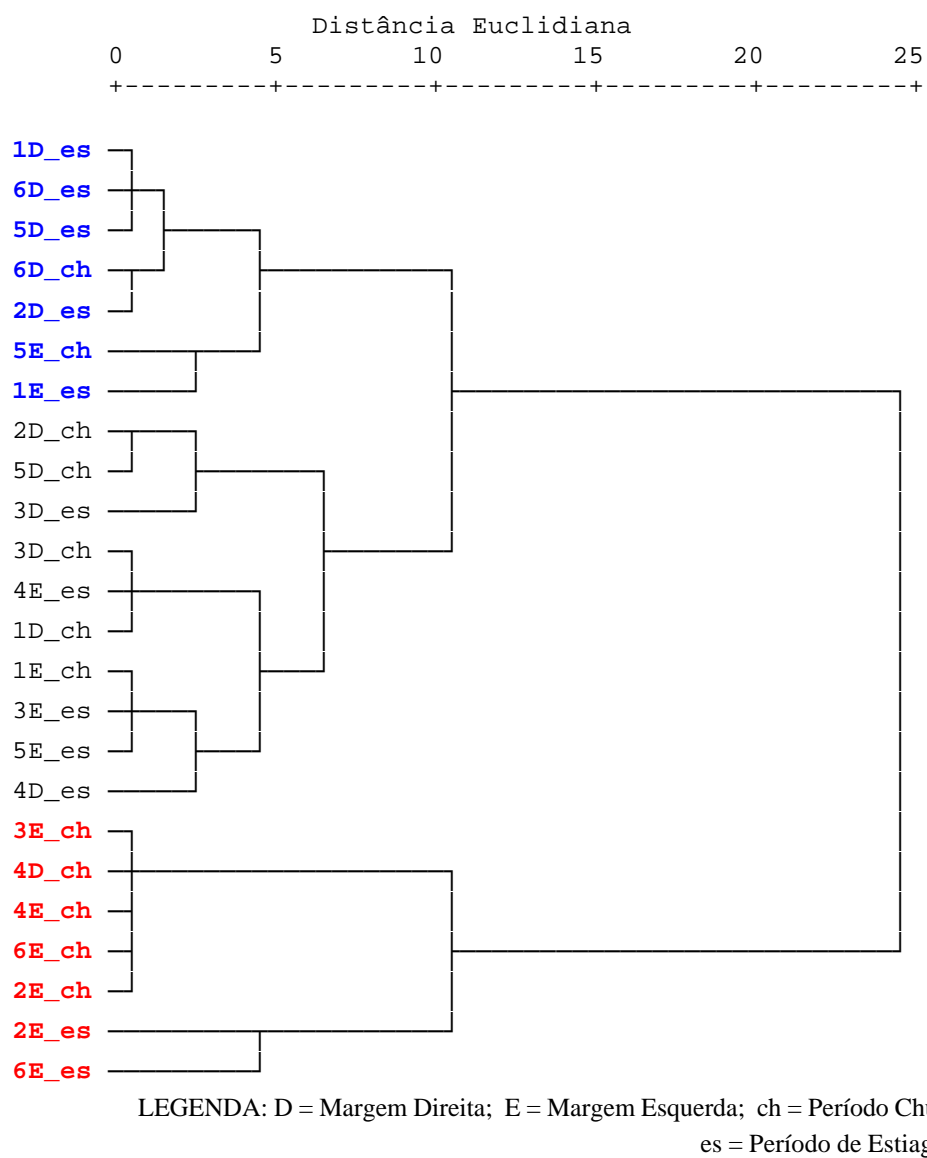 Distância Euclidiana
0 5 10 15 20 25
+---------+---------+---------+---------+---------+
1D_es
6D_es
5D_es
6D_ch
2D_es
5E_ch
1E_es
2D_ch
5D_ch
3D_es
3D_ch
4E_es
1D_ch
1E_ch
3E_es
5E_es
4D_es
3E_ch
4D_ch
4E_ch
6E_ch
2E_ch
2E_es
6E_es
LEGENDA: D = Margem Direita; E = Margem Esquerda; ch = Período
es = Período de